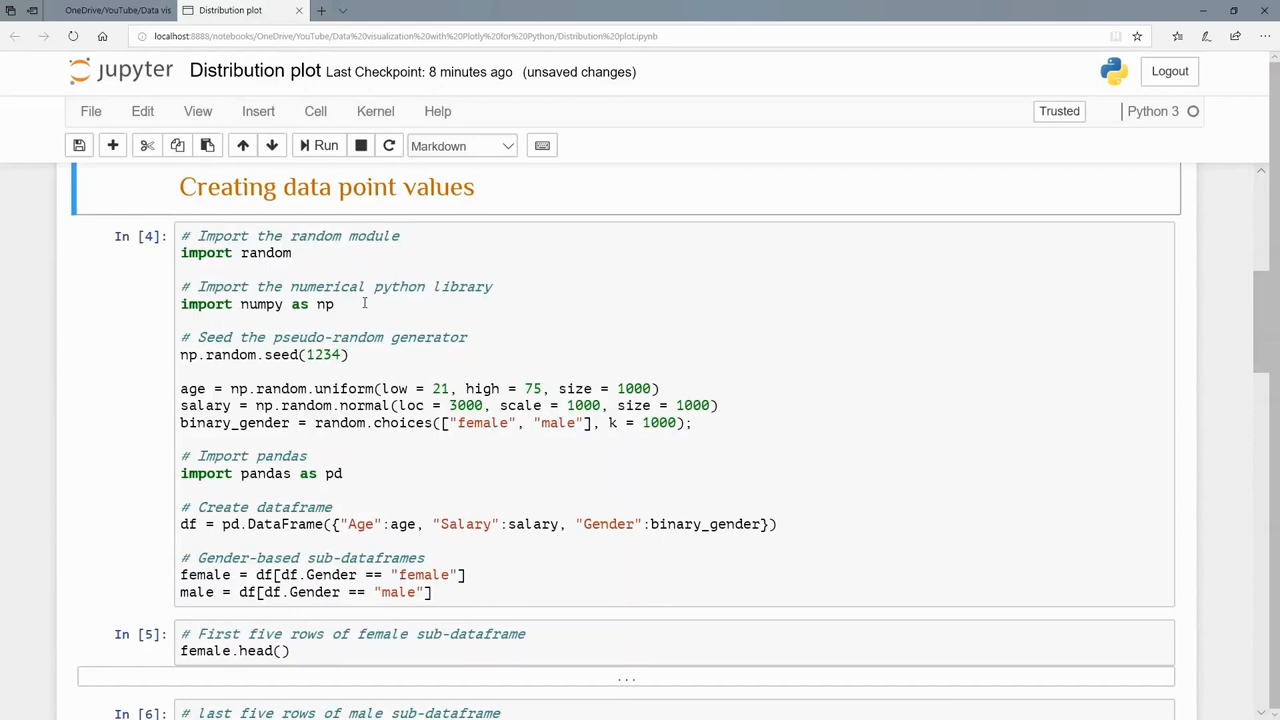 OneDrive/YouTube/Data vis
Distribution plot
localhost:8888/notebooks/OneDrive/YouTube/Data%20visualization%20with%20Plotly%20for%20Python/Distribution%20plot.ipynb
jupyter Distribution plot Last Checkpoint: 8 minutes ago (unsaved changes)
Logout
File Edit View Insert Cell Kernel Help
Trusted
Python 3
Run
Markdown
Creating data point values
In [4]:
# Import the random module
import random
# Import the numerical python library
import numpy as np
# Seed the pseudo-random generator
np.random.seed(1234)
age = np.random.uniform(low = 21, high = 75, size = 1000)
salary = np.random.normal(loc = 3000, scale = 1000, size = 1000)
binary_gender = random.choices(["female", "male"], k = 1000);
# Import pandas
import pandas as pd
# Create dataframe
df = pd.DataFrame({"Age":age, "Salary":salary, "Gender":binary_gender})
# Gender-based sub-dataframes
female = df[df.Gender == "female"]
male = df[df.Gender == "male"]
In [5]:
# First five rows of female sub-dataframe
female.head()
...
In [6]:
# last five rows of male sub-dataframe